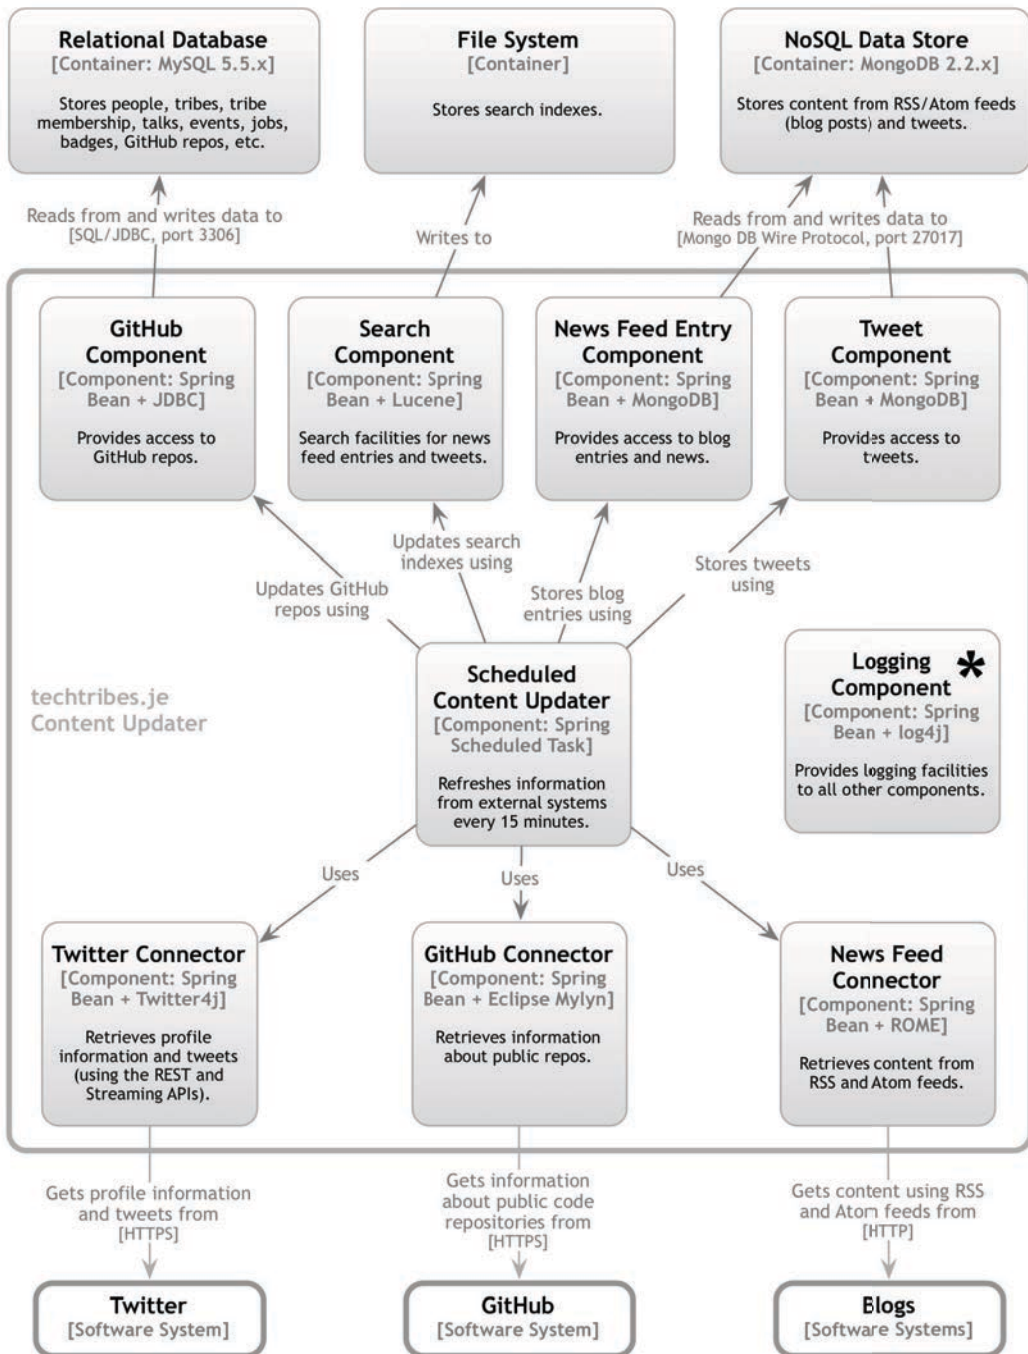 Relational Database
[Container: MySQL 5.5.x]
Stores people, tribes, tribe
membership, talks, events, jobs,
badges, GitHub repos, etc.
File System
[Container]
Stores search indexes.
NoSQL Data Store
[Container: MongoDB 2.2.x]
Stores content from RSS/Atom feeds
(blog posts) and tweets.
Reads from and writes data to
[SQL/JDBC, port 3306]
Writes to
Reads from and writes data to
[Mongo DB Wire Protocol, port 27017]
GitHub
Component
[Component: Spring
Bean + JDBC]
Provides access to
GitHub repos.
Search
Component
[Component: Spring
Bean + Lucene]
Search facilities for news
feed entries and tweets.
News Feed Entry
Component
[Component: Spring
Bean + MongoDB]
Provides access to blog
entries and news.
Tweet
Component
[Component: Spring
Bean + MongoDB]
Provides access to
tweets.
Updates GitHub
repos using
Updates search
indexes using
Stores blog
entries using
Stores tweets
using
techtribes.je
Content Updater
Scheduled
Content Updater
[Component: Spring
Scheduled Task]
Refreshes information
from external systems
every 15 minutes.
Logging *
Component
[Component: Spring
Bean + log4j]
Provides logging facilities
to all other components.
Uses
Uses
Uses
Twitter Connector
[Component: Spring
Bean + Twitter4j]
Retrieves profile
information and tweets
(using the REST and
Streaming APIs).
GitHub Connector
[Component: Spring
Bean + Eclipse Mylyn]
Retrieves information
about public repos.
News Feed
Connector
[Component: Spring
Bean + ROME]
Retrieves content from
RSS and Atom feeds.
Gets profile information
and tweets from
[HTTPS]
Gets information
about public code
repositories from
[HTTPS]
Gets content using RSS
and Atom feeds from
[HTTP]
Twitter
[Software System]
GitHub
[Software System]
Blogs
[Software Systems]